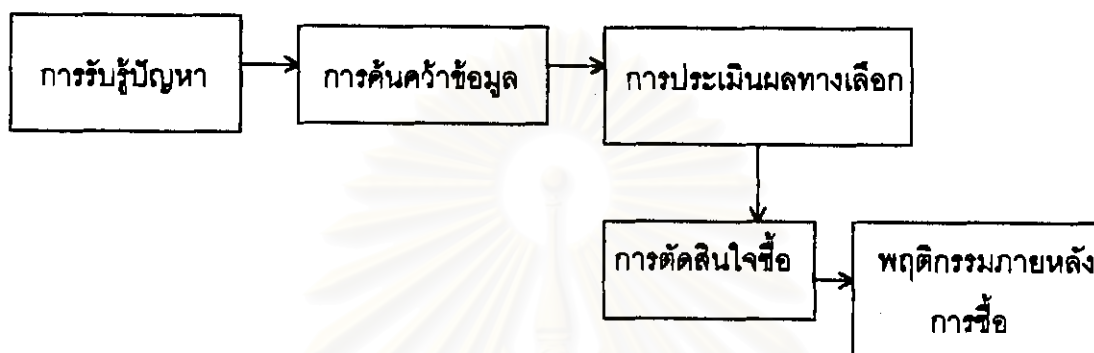 การรับรู้ปัญหา
การค้นคว้าข้อมูล
การประเมินผลทางเลือก
การตัดสินใจซื้อ
พฤติกรรมภายหลัง
การซื้อ